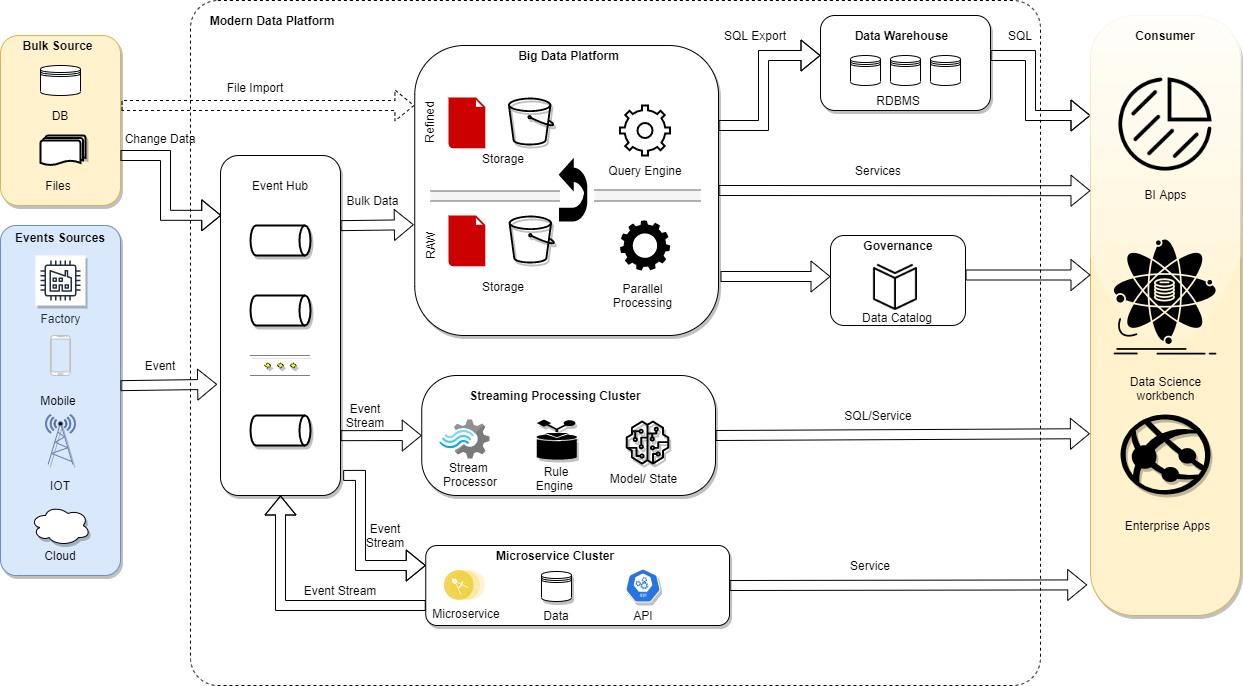 Modern Data Platform
Bulk Source
DB
Files
Events Sources
Factory
Mobile
IOT
Cloud
File Import
Change Data
Event
Event Hub
Bulk Data
Event
Stream
Event
Stream
Event Stream
Big Data Platform
Refined
Storage
Query Engine
RAW
Storage
Parallel
Processing
Streaming Processing Cluster
Stream
Processor
Rule
Engine
Model/ State
Microservice Cluster
Microservice
Data
API
SQL Export
Data Warehouse
RDBMS
SQL
Services
Governance
Data Catalog
SQL/Service
Service
Consumer
BI Apps
Data Science
workbench
Enterprise Apps